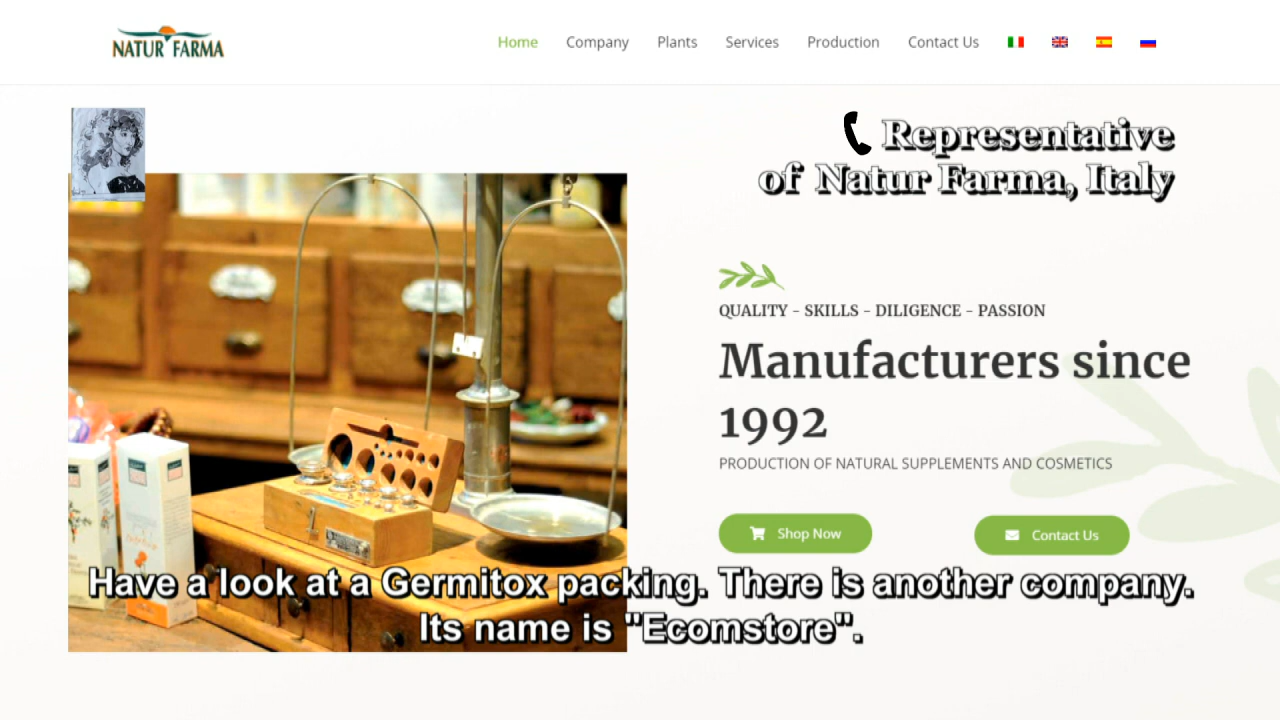 NATUR FARMA
Home Company Plants Services Production Contact Us
Representative
of Natur Farma, Italy
QUALITY - SKILLS - DILIGENCE - PASSION
Manufacturers since
1992
PRODUCTION OF NATURAL SUPPLEMENTS AND COSMETICS
Shop Now Contact Us
Have a look at a Germitox packing. There is another company.
Its name is "Ecomstore".